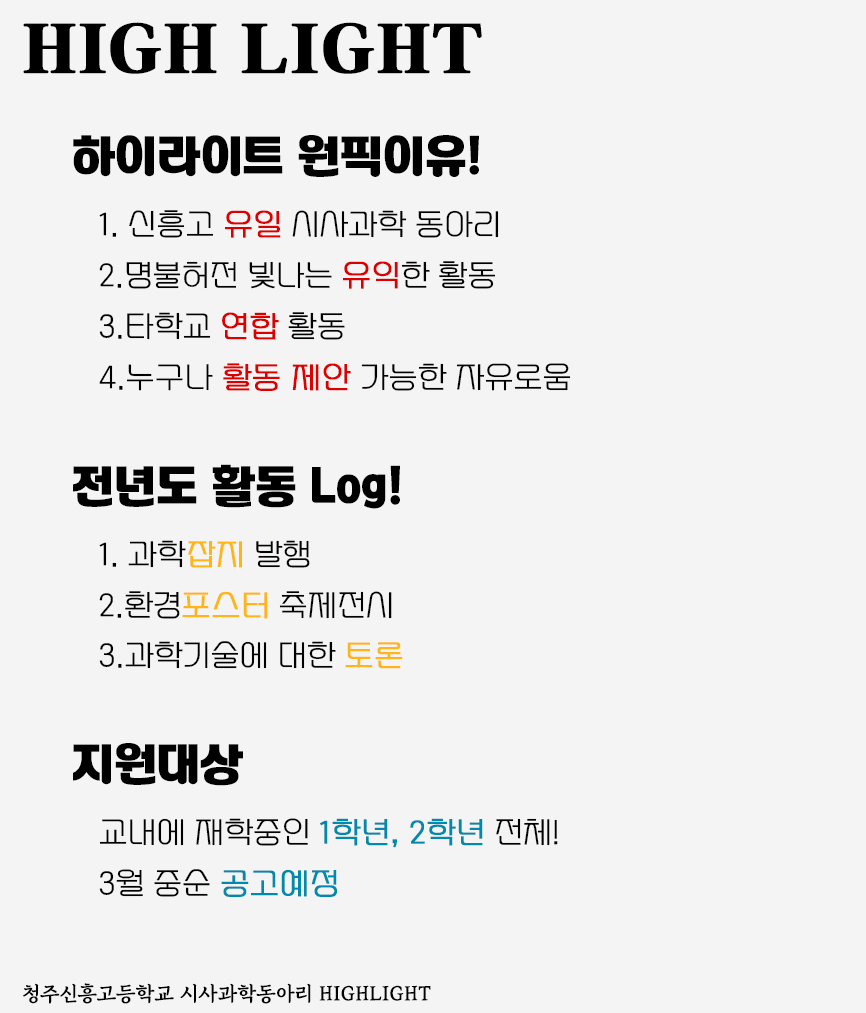 HIGH LIGHT
하이라이트 원픽이유!
1. 신흥고 유일 시사과학 동아리
2.명불허전 빛나는 유익한 활동
3.타학교 연합 활동
4.누구나 활동 제안 가능한 자유로움
전년도 활동 Log!
1. 과학잡지 발행
2.환경포스터 축제전시
3.과학기술에 대한 토론
지원대상
교내에 재학중인 1학년, 2학년 전체!
3월 중순 공고예정
청주신흥고등학교 시사과학동아리 HIGHLIGHT